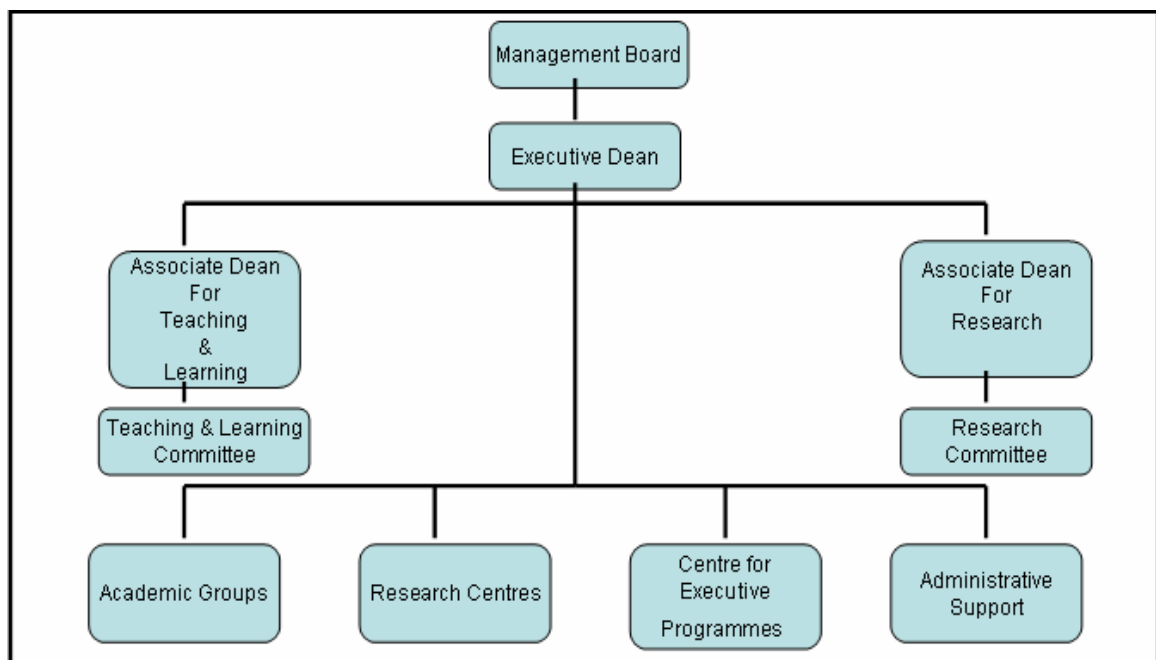 Management Board
Executive Dean
Associate Dean
For
Teaching
&
Learning
Associate Dean
For
Research
Teaching & Learning
Committee
Research
Committee
Academic Groups
Research Centres
Centre for
Executive
Programmes
Administrative
Support